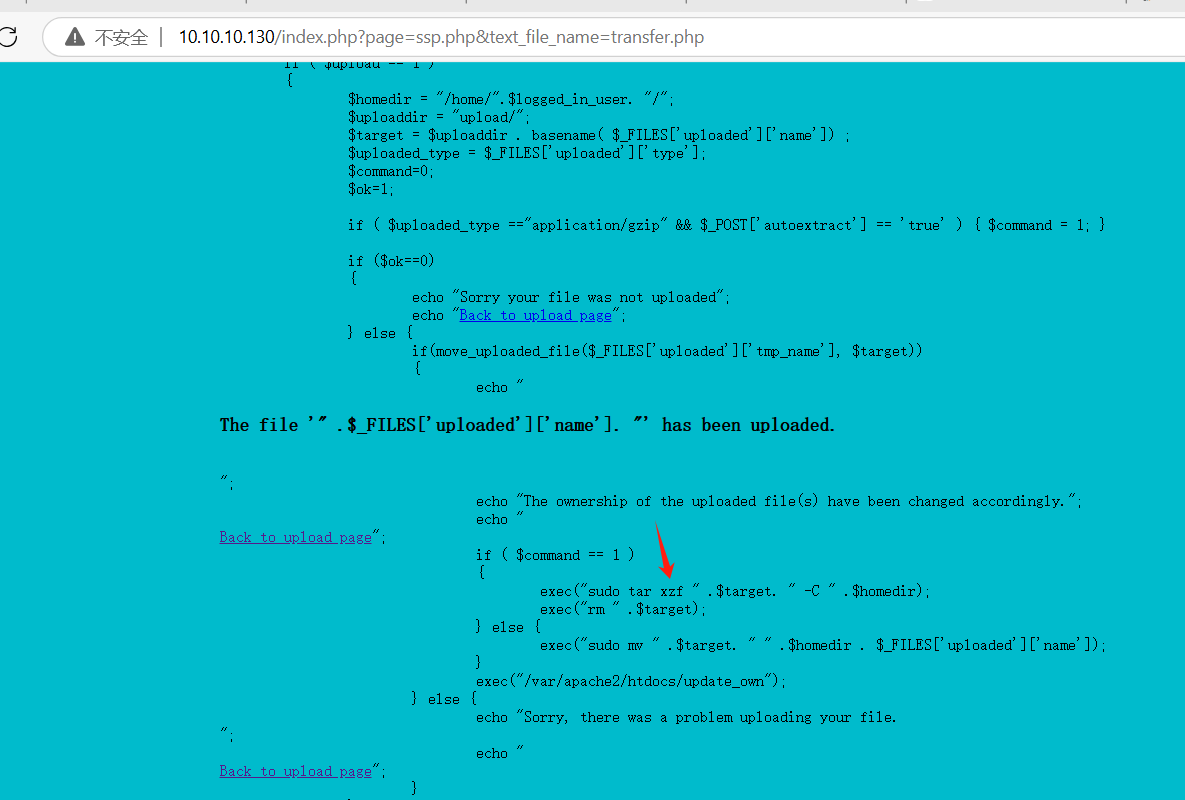 不安全 | 10.10.10.130/index.php?page=ssp.php&text_file_name=transfer.php
if ( $upload == 1 )
{
$homedir = "/home/".$logged_in_user. "/";
$uploaddir = "upload/";
$target = $uploaddir . basename( $_FILES['uploaded']['name']) ;
$uploaded_type = $_FILES['uploaded']['type'];
$command=0;
$ok=1;
if ( $uploaded_type =="application/gzip" && $_POST['autoextract'] == 'true' ) { $command = 1; }
if ($ok==0)
{
echo "Sorry your file was not uploaded";
echo "Back to upload page";
} else {
if(move_uploaded_file($_FILES['uploaded']['tmp_name'], $target))
{
echo "
The file '" .$_FILES['uploaded']['name']. "' has been uploaded.
";
echo "The ownership of the uploaded file(s) have been changed accordingly.";
echo "
Back to upload page";
if ( $command == 1 )
{
exec("sudo tar xzf " .$target. " -C " .$homedir);
exec("rm " .$target);
} else {
exec("sudo mv " .$target. " " .$homedir . $_FILES['uploaded']['name']);
}
exec("/var/apache2/htdocs/update_own");
} else {
echo "Sorry, there was a problem uploading your file.
";
echo "
Back to upload page";
}